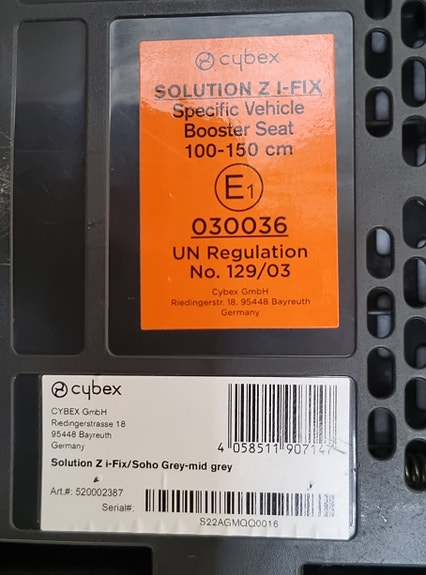 cybex
SOLUTION Z I-FIX
Specific Vehicle
Booster Seat
100-150 cm
E1
030036
UN Regulation
No. 129/03
Cybex GmbH
Riedingerstr. 18, 95448 Bayreuth
Germany
cybex
CYBEX GmbH
Riedingerstrasse 18
95448 Bayreuth
Germany
4 058511 907147
Solution Z i-Fix/Soho Grey-mid grey
Art.#: 520002387
Serial#:
S22AGMQQ0016